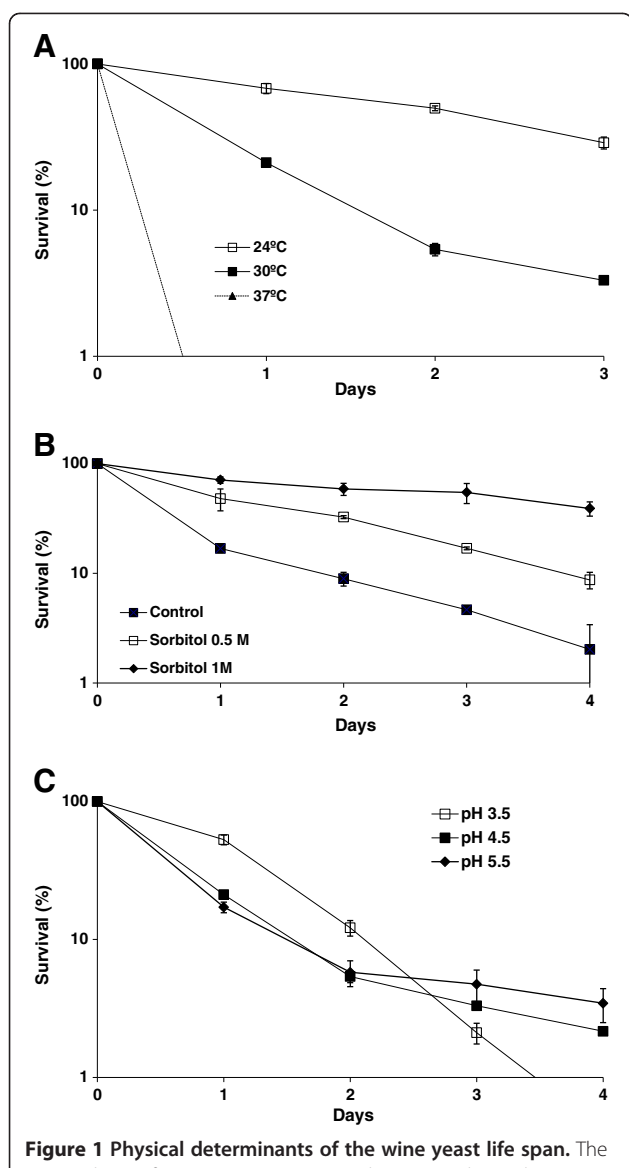 A
100
10
1
Survival (%)
24ºC
30ºC
37ºC
0 1 2 3
Days
B
100
10
1
Survival (%)
Control
Sorbitol 0.5 M
Sorbitol 1M
0 1 2 3 4
Days
C
100
10
1
Survival (%)
pH 3.5
pH 4.5
pH 5.5
0 1 2 3 4
Days
Figure 1 Physical determinants of the wine yeast life span. The